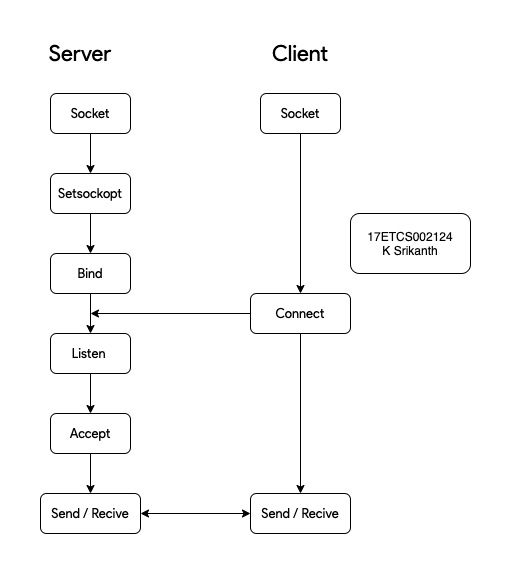 Server
Client
Socket
Socket
Setsockopt
17ETCS002124
K Srikanth
Bind
Connect
Listen
Accept
Send / Recive
Send / Recive